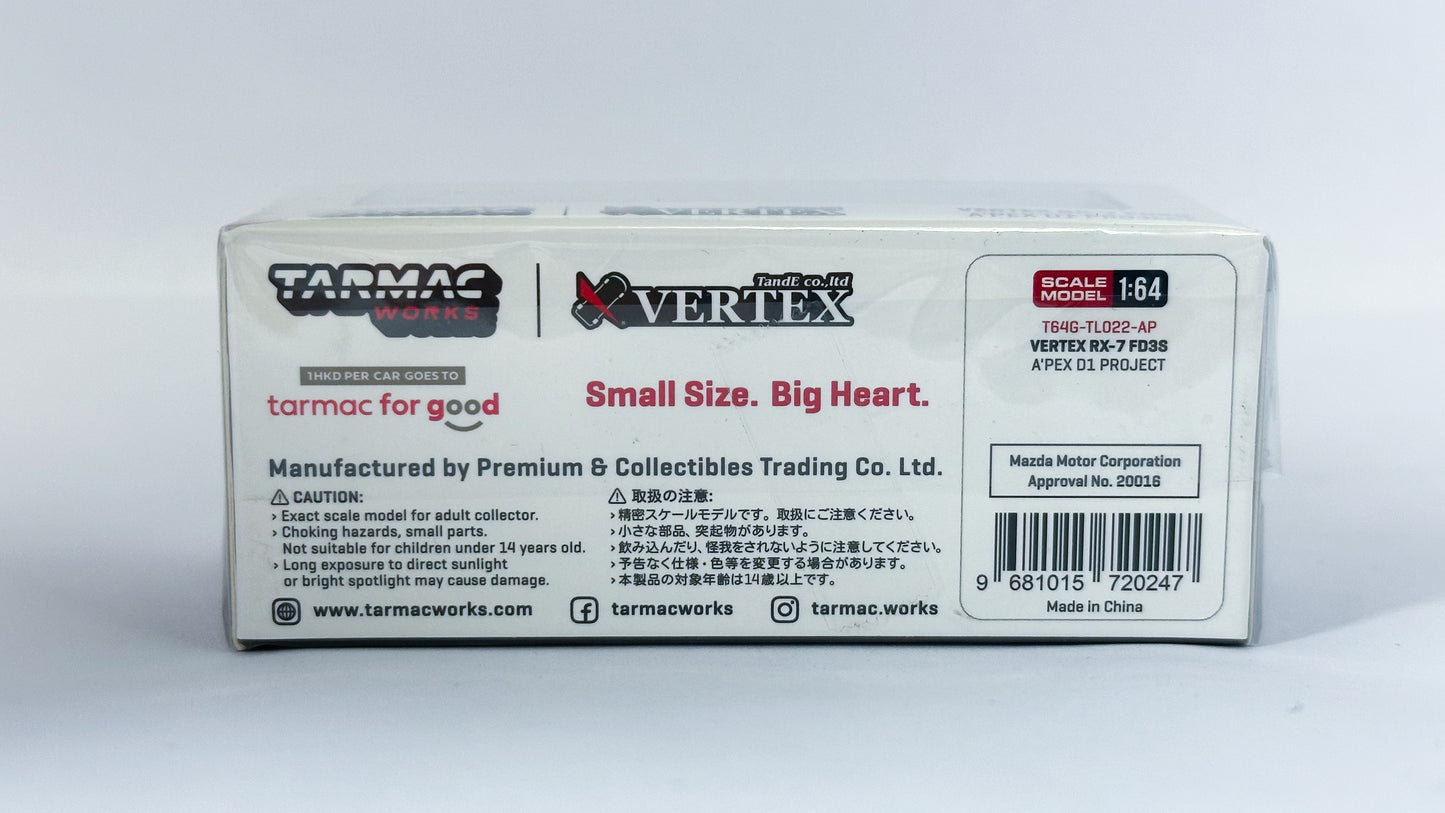 VERTEX
TARMAC
WORKS
TandE co.,ltd
VERTEX
1HKD PER CAR GOES TO
tarmac for good
Small Size. Big Heart.
Manufactured by Premium & Collectibles Trading Co. Ltd.
⚠ CAUTION:
› Exact scale model for adult collector.
› Choking hazards, small parts.
Not suitable for children under 14 years old.
› Long exposure to direct sunlight
or bright spotlight may cause damage.
⚠ 取扱の注意:
›精密スケールモデルです。取扱にご注意ください。
›小さな部品、突起物があります。
›飲み込んだり、怪我をされないように注意してください。
›予告なく仕様・色等を変更する場合があります。
›本製品の対象年齢は14歳以上です。
www.tarmacworks.com
tarmacworks
tarmac.works
SCALE MODEL 1:64
T64G-TL022-AP
VERTEX RX-7 FD3S
A'PEX D1 PROJECT
Mazda Motor Corporation
Approval No. 20016
9 681015 720247
Made in China